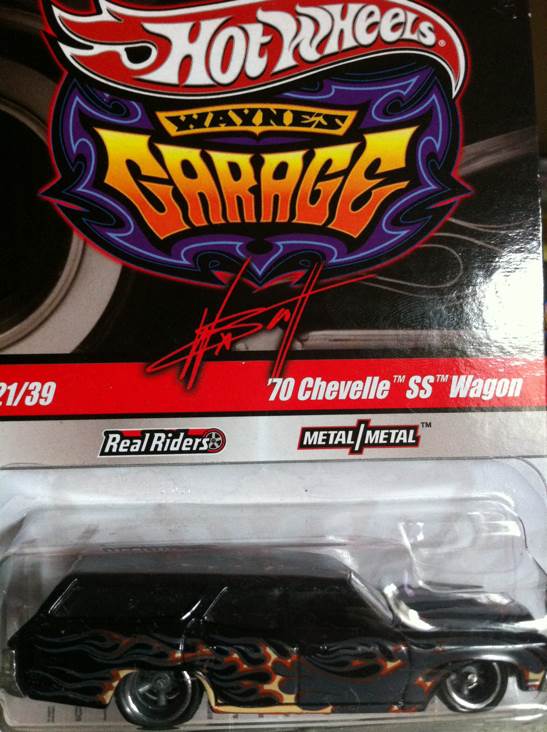 Hot Wheels®
WAYNE'S
GARAGE
21/39
'70 Chevelle™ SS™ Wagon
Real Riders
METAL/METAL™